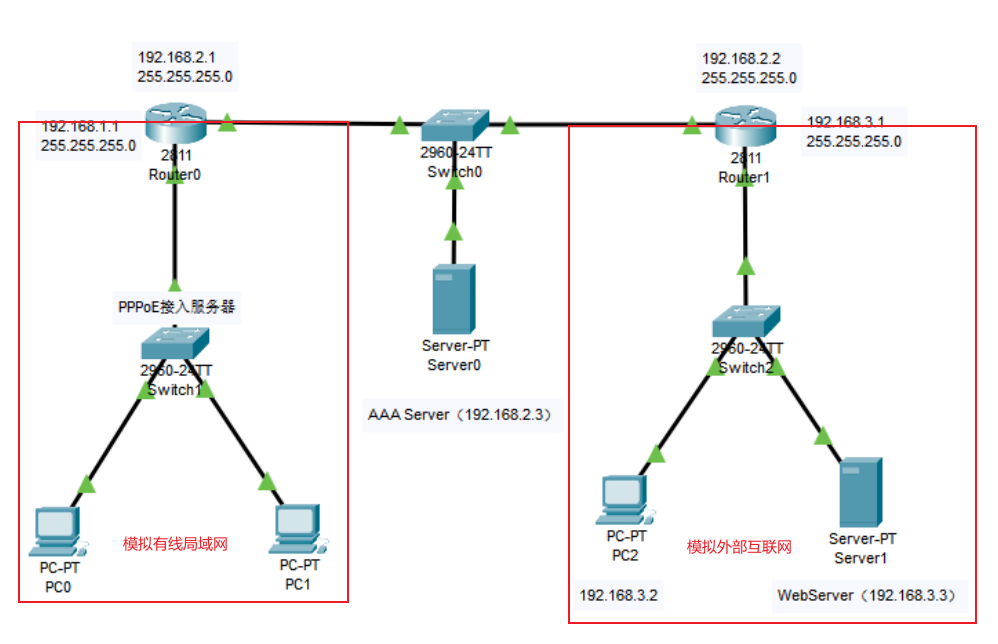 192.168.2.1
255.255.255.0
192.168.2.2
255.255.255.0
192.168.1.1
255.255.255.0
2811
Router0
2960-24TT
Switch0
2811
Router1
192.168.3.1
255.255.255.0
PPPoE接入服务器
2960-24TT
Switch1
Server-PT
Server0
2960-24TT
Switch2
AAA Server（192.168.2.3）
模拟有线局域网
PC-PT
PC0
PC-PT
PC1
PC-PT
PC2
模拟外部互联网
Server-PT
Server1
192.168.3.2
WebServer（192.168.3.3）